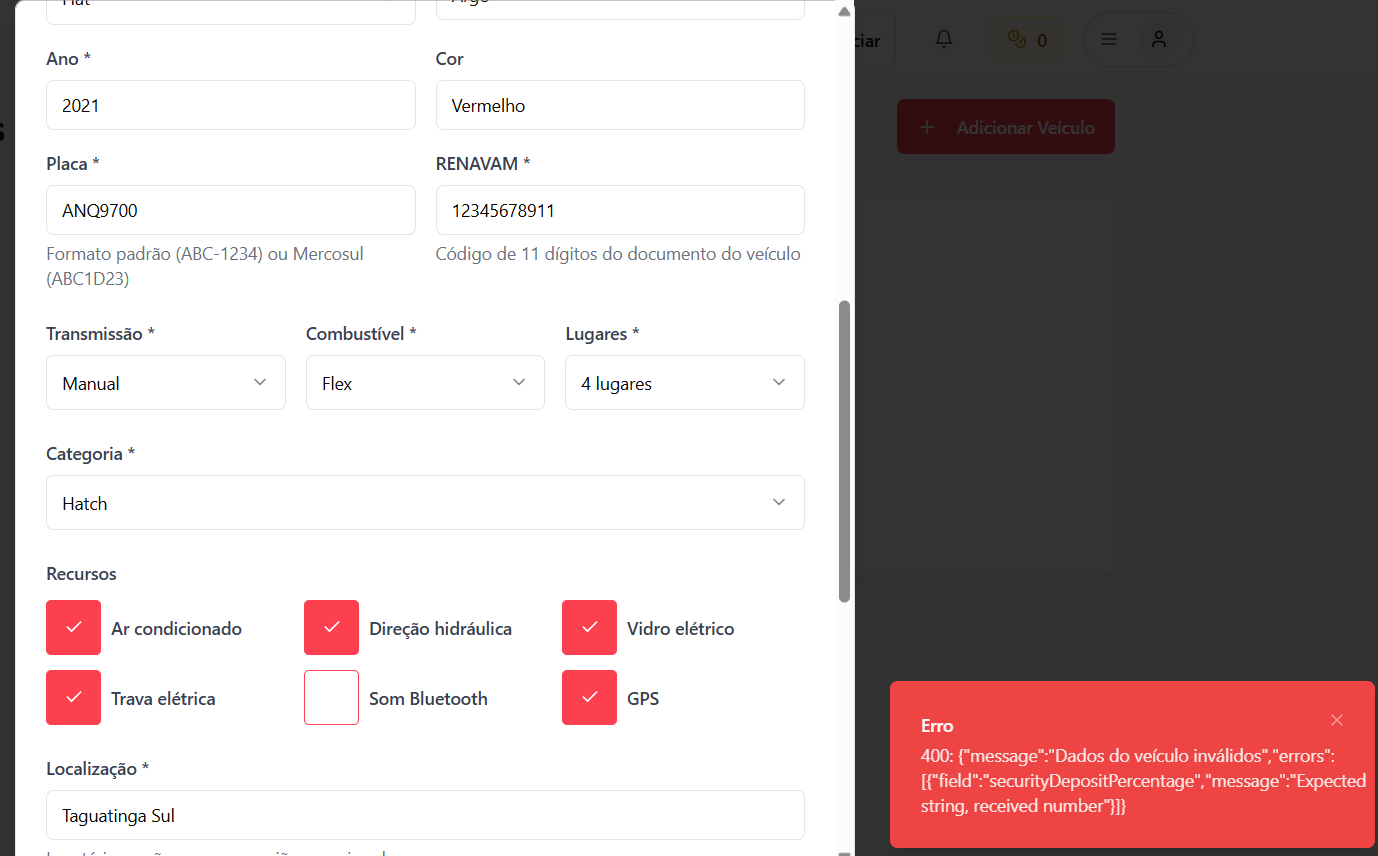 Ano *
Cor
2021
Vermelho
Placa *
RENAVAM *
ANQ9700
12345678911
Formato padrão (ABC-1234) ou Mercosul
(ABC1D23)
Código de 11 dígitos do documento do veículo
Transmissão *
Combustível *
Lugares *
Manual
Flex
4 lugares
Categoria *
Hatch
Recursos
Ar condicionado
Direção hidráulica
Vidro elétrico
Trava elétrica
Som Bluetooth
GPS
Localização *
Taguatinga Sul
ciar
0
+ Adicionar Veículo
Erro
400: {"message":"Dados do veículo inválidos","errors":
[{"field":"securityDepositPercentage","message":"Expected
string, received number"}]}